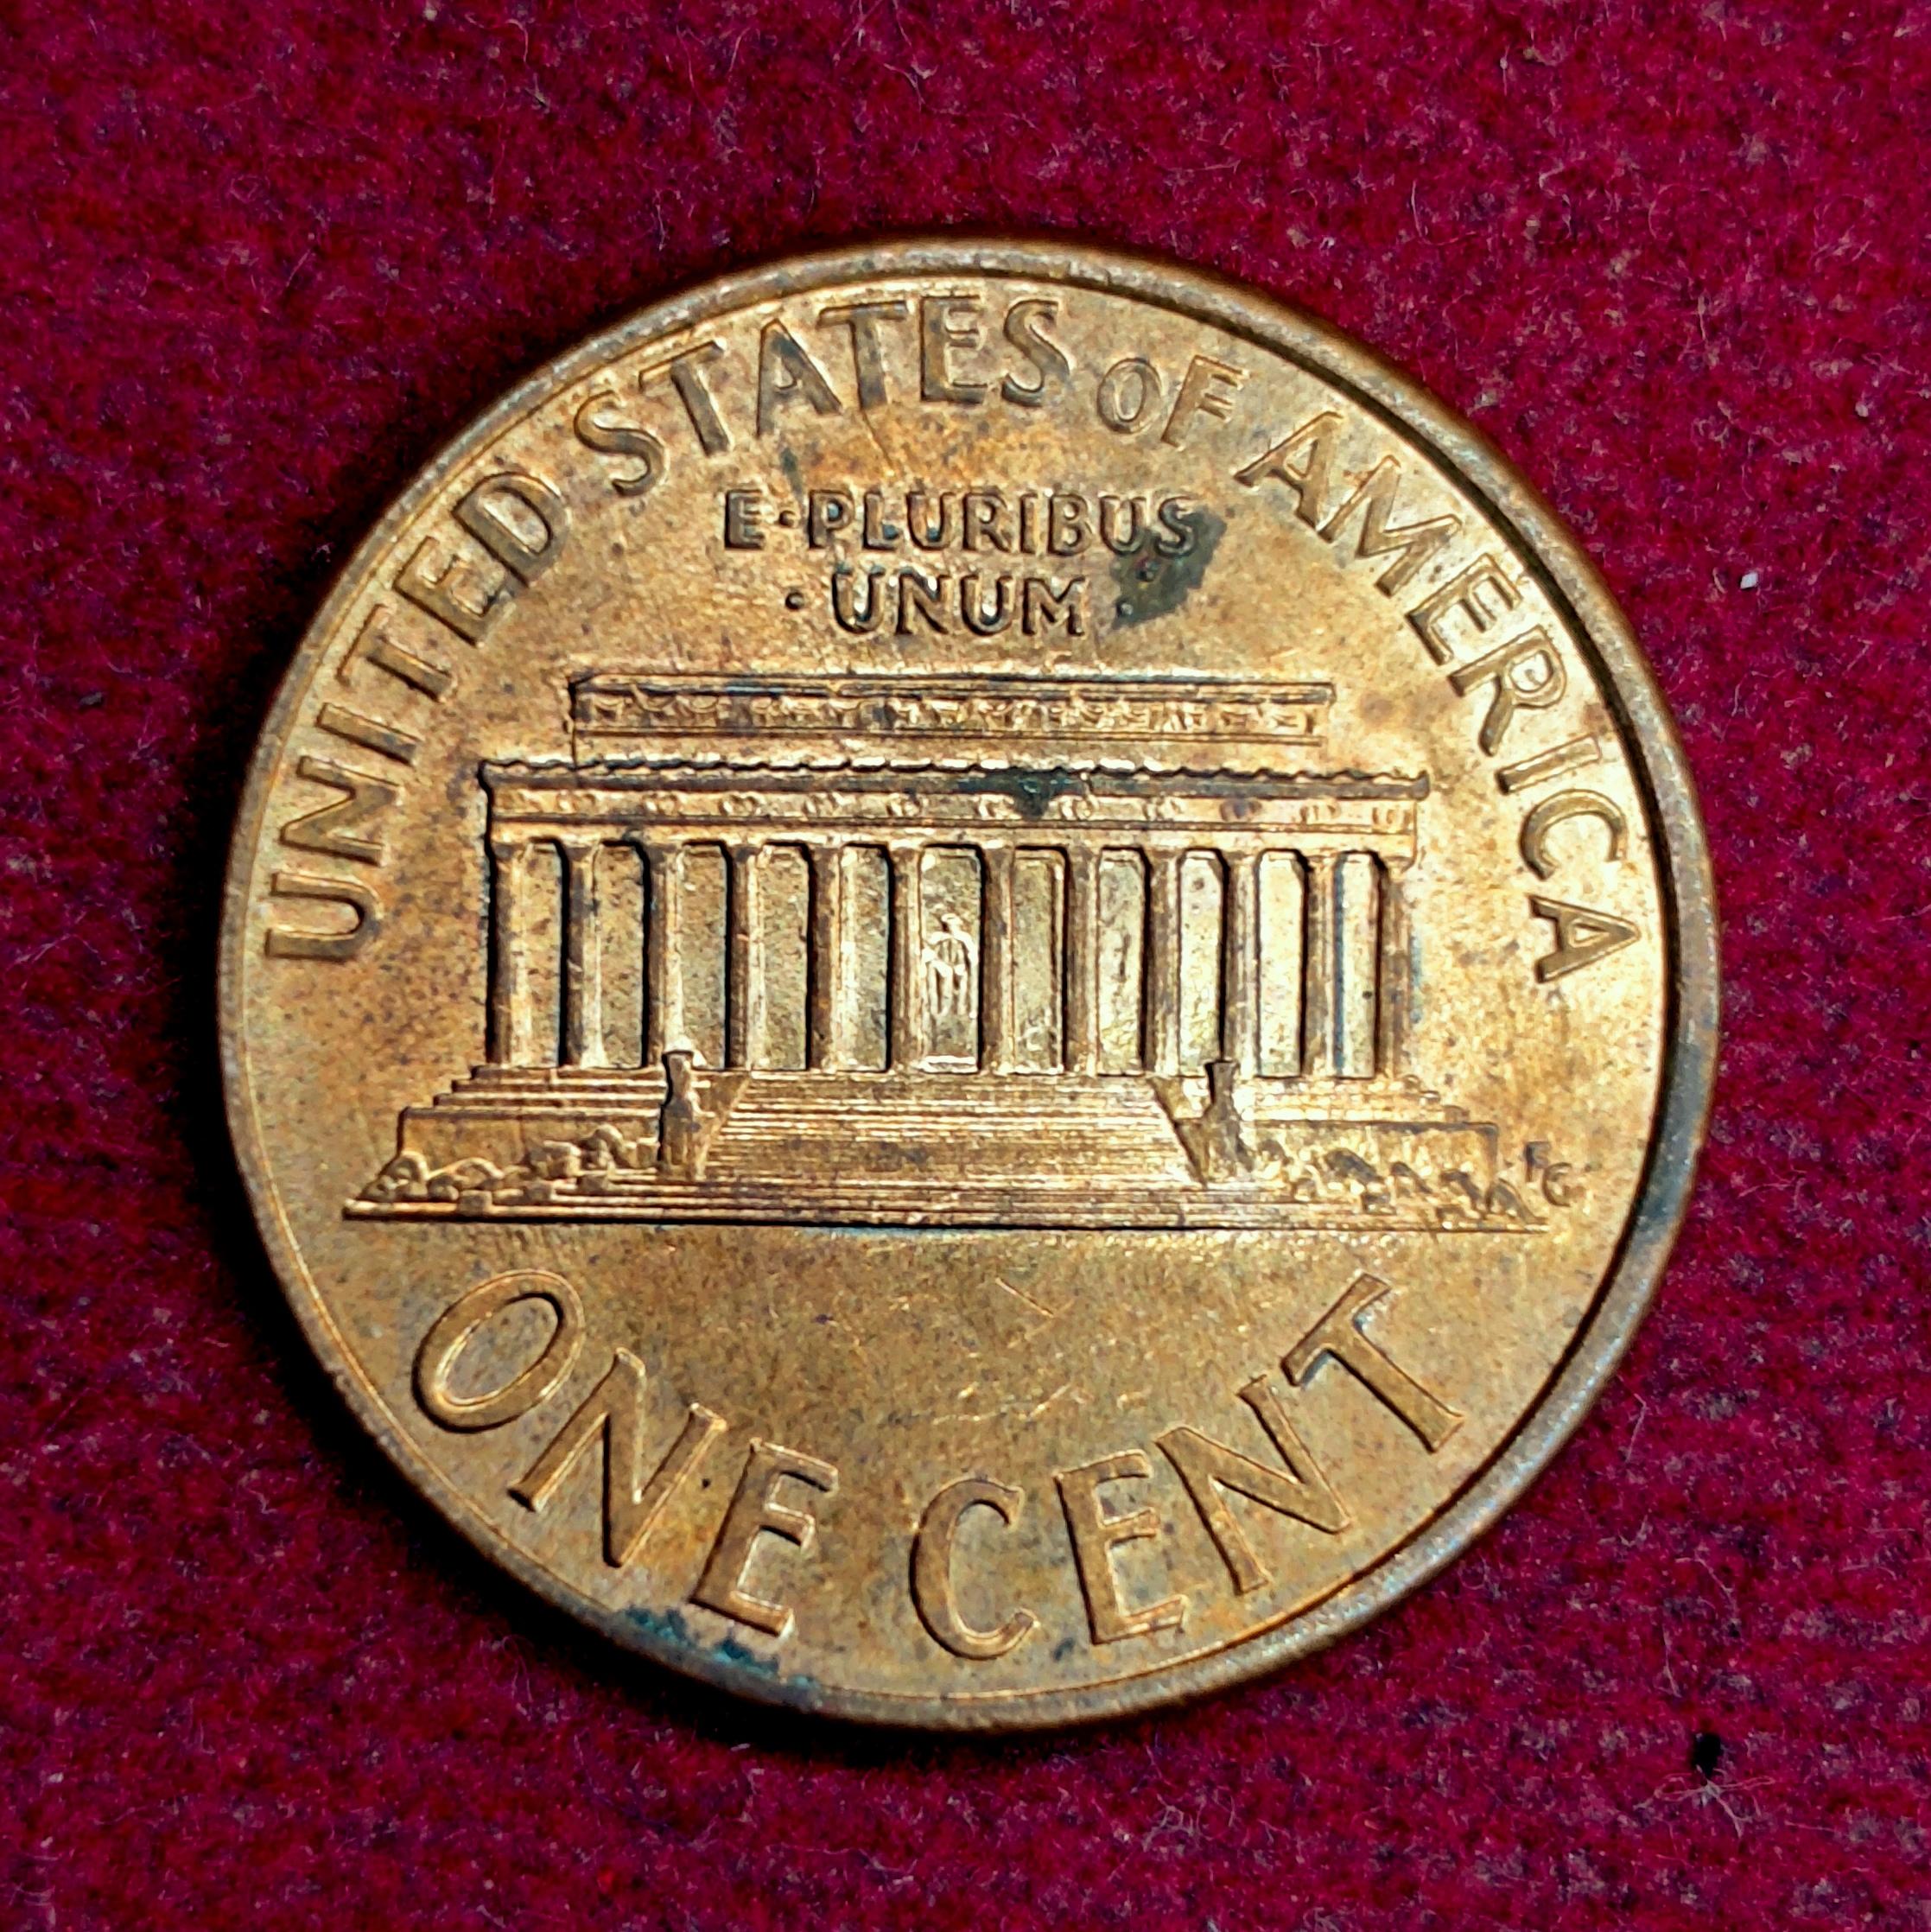 UNITED STATES OF AMERICA
E·PLURIBUS
·UNUM·
FG
ONE CENT